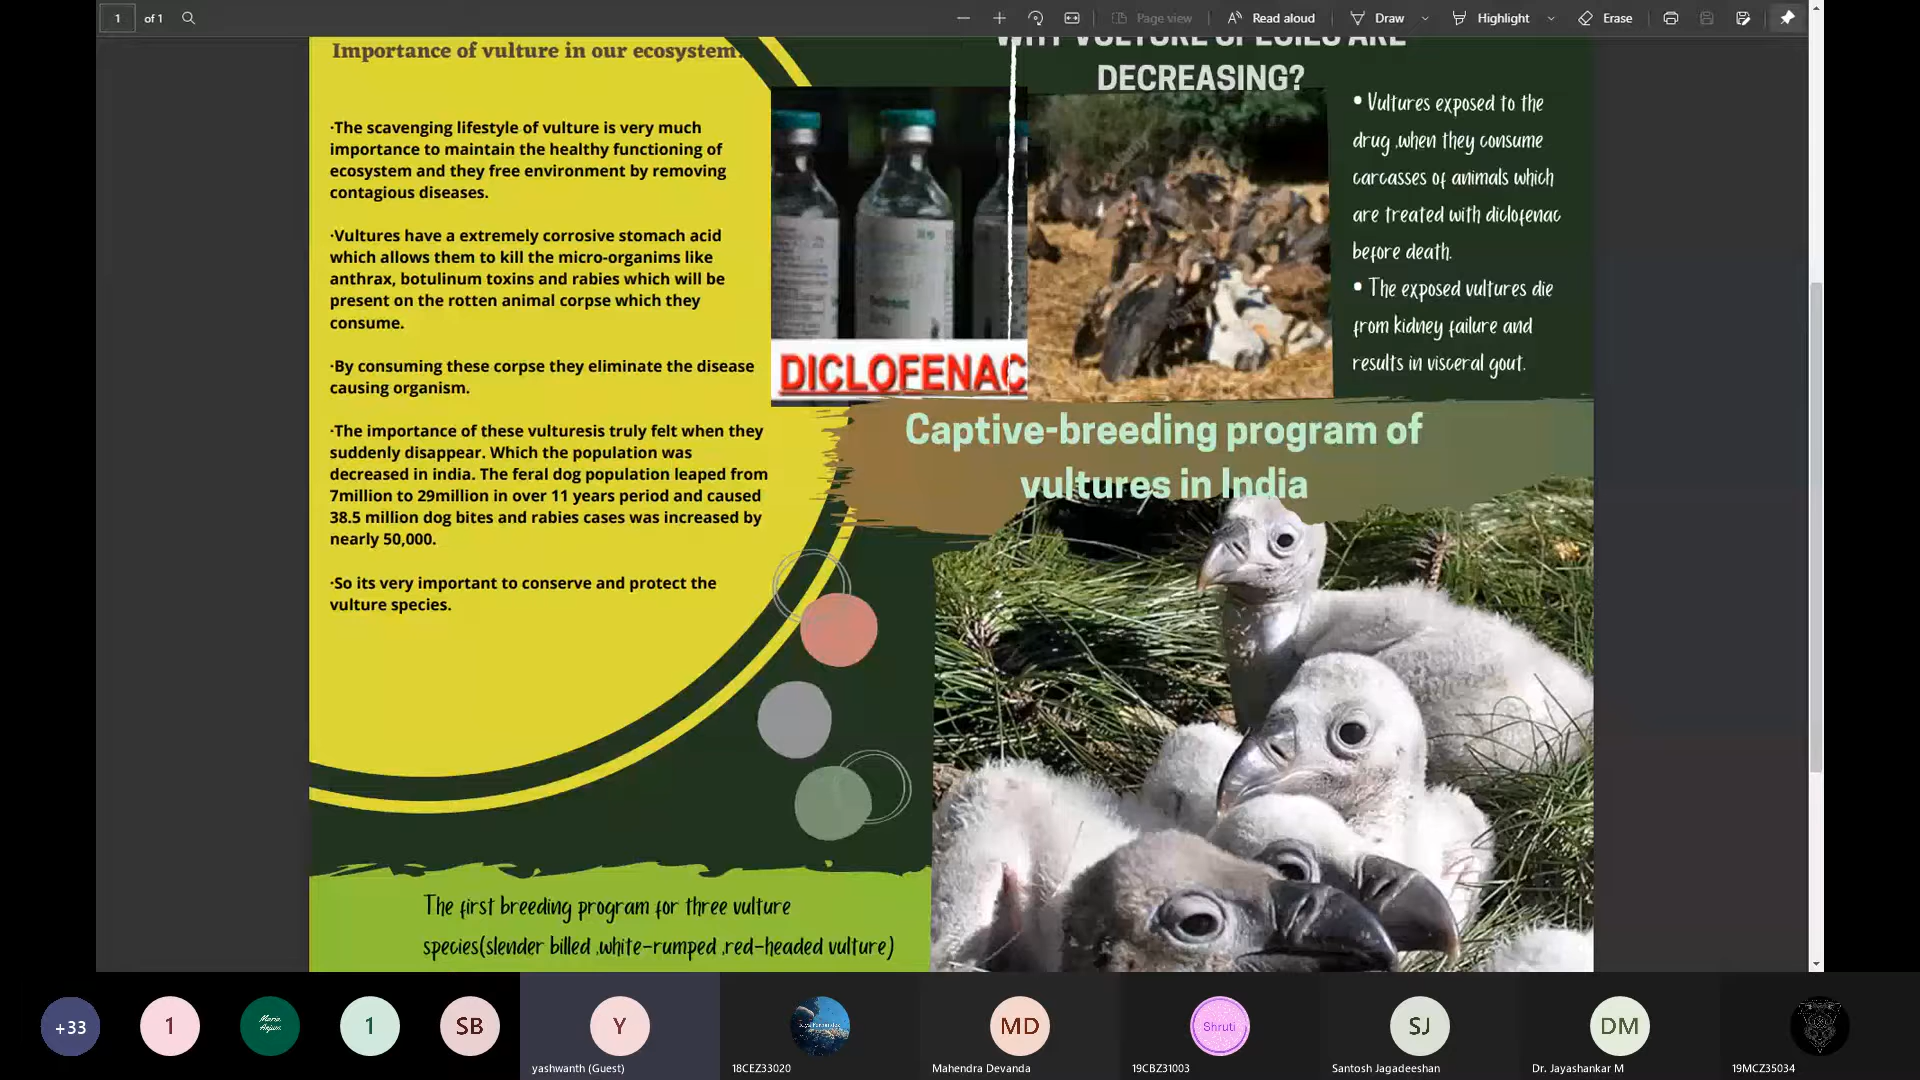 1 of 1 Page view Read aloud Draw Highlight Erase
Importance of vulture in our ecosystem.
·The scavenging lifestyle of vulture is very much
importance to maintain the healthy functioning of
ecosystem and they free environment by removing
contagious diseases.
·Vultures have a extremely corrosive stomach acid
which allows them to kill the micro-organims like
anthrax, botulinum toxins and rabies which will be
present on the rotten animal corpse which they
consume.
·By consuming these corpse they eliminate the disease
causing organism.
·The importance of these vulturesis truly felt when they
suddenly disappear. Which the population was
decreased in india. The feral dog population leaped from
7million to 29million in over 11 years period and caused
38.5 million dog bites and rabies cases was increased by
nearly 50,000.
·So its very important to conserve and protect the
vulture species.
WHY VULTURE SPECIES ARE
DECREASING?
DICLOFENAC
• Vultures exposed to the
drug ,when they consume
carcasses of animals which
are treated with diclofenac
before death.
• The exposed vultures die
from kidney failure and
results in visceral gout.
Captive-breeding program of
vultures in India
The first breeding program for three vulture
species(slender billed ,white-rumped ,red-headed vulture)
+33
1
1
SB
Y
MD
Shruti
SJ
DM
yashwanth (Guest)
18CEZ33020
Mahendra Devanda
19CBZ31003
Santosh Jagadeeshan
Dr. Jayashankar M
19MCZ35034